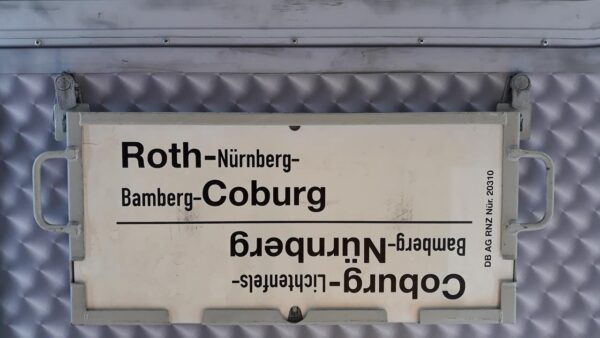 Roth-Nürnberg-
Bamberg-Coburg
Coburg-Lichtenfels-
Bamberg-Nürnberg
DB AG RNZ Nür. 20310